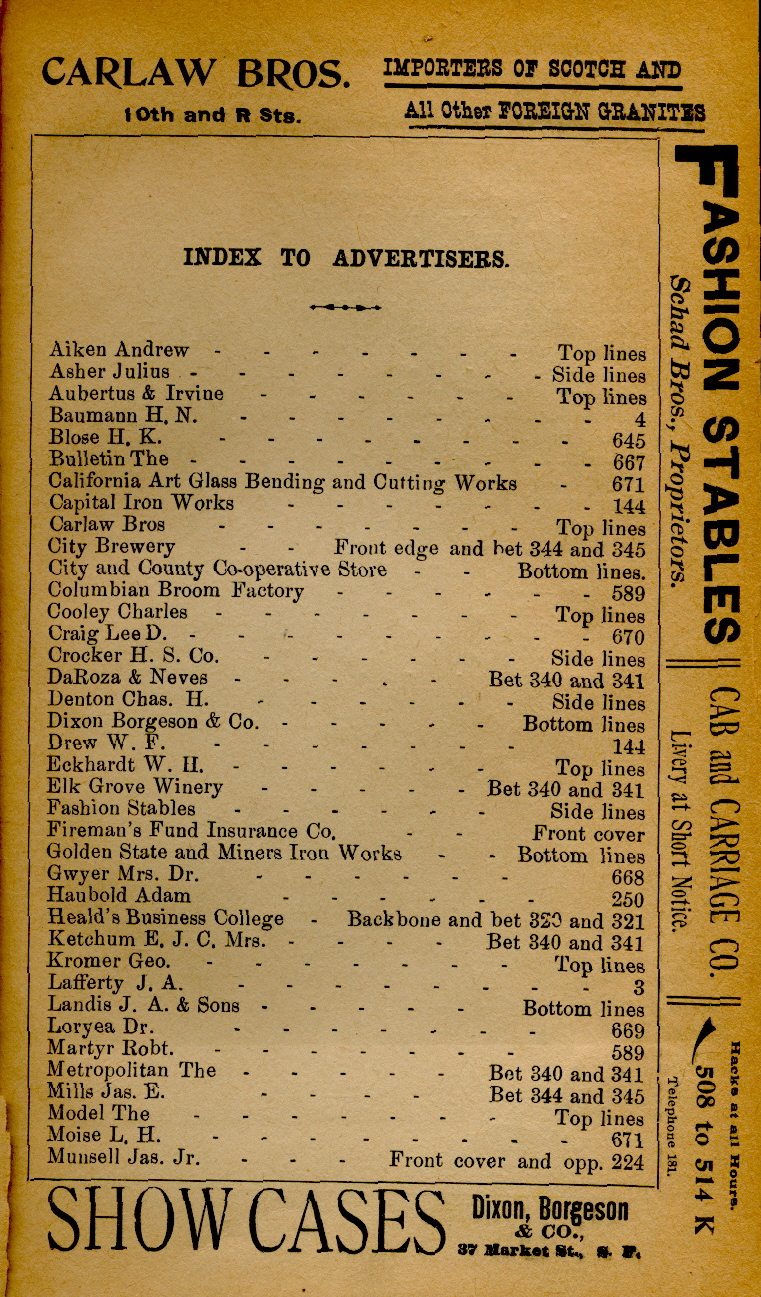 CARLAW BROS.
10th and R Sts.
IMPORTERS OF SCOTCH AND
All Other FOREIGN GRANITES
INDEX TO ADVERTISERS.
Aiken Andrew - - - - - - - Top lines
Asher Julius - - - - - - - - Side lines
Aubertus & Irvine - - - - - - Top lines
Baumann H. N. - - - - - - - - 4
Blose H. K. - - - - - - - - 645
Bulletin The - - - - - - - - - 667
California Art Glass Bending and Cutting Works - 671
Capital Iron Works - - - - - - - 144
Carlaw Bros - - - - - - - Top lines
City Brewery - - Front edge and bet 344 and 345
City and County Co-operative Store - - Bottom lines.
Columbian Broom Factory - - - - - - 589
Cooley Charles - - - - - - - Top lines
Craig Lee D. - - - - - - - - - 670
Crocker H. S. Co. - - - - - - Side lines
DaRoza & Neves - - - - - Bet 340 and 341
Denton Chas. H. - - - - - - Side lines
Dixon Borgeson & Co. - - - - - Bottom lines
Drew W. F. - - - - - - - 144
Eckhardt W. H. - - - - - - Top lines
Elk Grove Winery - - - - - Bet 340 and 341
Fashion Stables - - - - - - Side lines
Fireman's Fund Insurance Co. - - Front cover
Golden State and Miners Iron Works - - Bottom lines
Gwyer Mrs. Dr. - - - - - - 668
Haubold Adam - - - - - - 250
Heald's Business College - Backbone and bet 320 and 321
Ketchum E. J. C. Mrs. - - - - Bet 340 and 341
Kromer Geo. - - - - - - - Top lines
Lafferty J. A. - - - - - - - - 3
Landis J. A. & Sons - - - - - Bottom lines
Loryea Dr. - - - - - - - 669
Martyr Robt. - - - - - - - 589
Metropolitan The - - - - - Bet 340 and 341
Mills Jas. E. - - - - Bet 344 and 345
Model The - - - - - - - Top lines
Moise L. H. - - - - - - - - 671
Munsell Jas. Jr. - - - Front cover and opp. 224
FASHION STABLES
Schad Bros., Proprietors.
CAB and CARRIAGE CO.
Livery at Short Notice.
Hacks at all Hours.
508 to 514 K
Telephone 181.
SHOW CASES
Dixon, Borgeson
& CO.,
37 Market St., S. F.